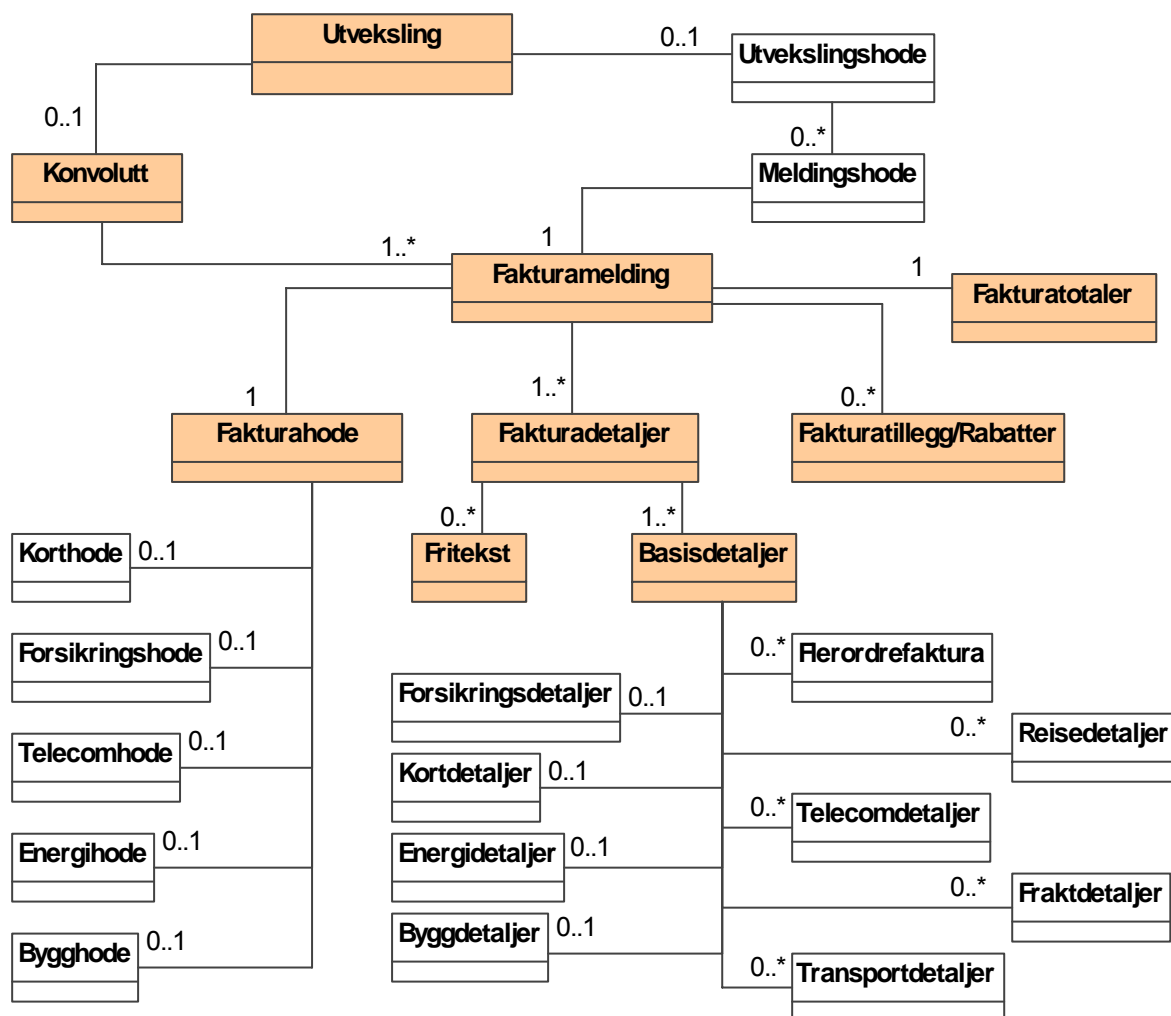 Utveksling
0..1
Utvekslingshode
0..1
0..*
Konvolutt
Meldingshode
1..*
1
Fakturamelding
1
Fakturatotaler
1
1..*
0..*
Fakturahode
Fakturadetaljer
Fakturatillegg/Rabatter
0..*
1..*
Korthode
0..1
Fritekst
Basisdetaljer
Forsikringshode
0..1
0..*
Flerordrefaktura
Forsikringsdetaljer
0..1
Telecomhode
0..1
0..*
Reisedetaljer
Kortdetaljer
0..1
0..*
Telecomdetaljer
Energihode
0..1
Energidetaljer
0..1
0..*
Fraktdetaljer
Bygghode
0..1
Byggdetaljer
0..1
0..*
Transportdetaljer